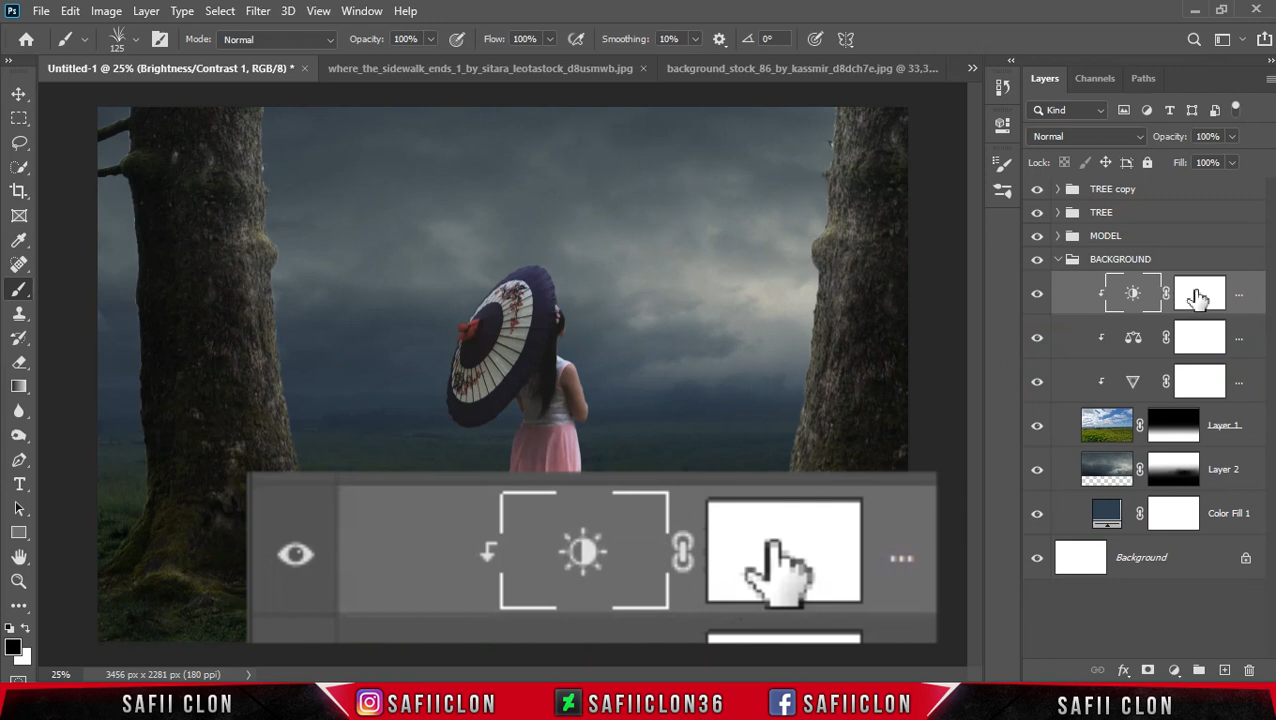 Ps File Edit Image Layer Type Select Filter 3D View Window Help
125 Mode: Normal Opacity: 100% Flow: 100% Smoothing: 10% 0°
Untitled-1 @ 25% (Brightness/Contrast 1, RGB/8) * × where_the_sidewalk_ends_1_by_sitara_leotastock_d8usmwb.jpg × background_stock_86_by_kassmir_d8dch7e.jpg @ 33,3...
Layers Channels Paths
Kind
Normal Opacity: 100%
Lock: Fill: 100%
TREE copy
TREE
MODEL
BACKGROUND
...
...
...
Layer 1
Layer 2
Color Fill 1
Background
...
25% 3456 px x 2281 px (180 ppi)
SAFII CLON SAFIICLON SAFIICLON36 SAFIICLON SAFII CLON